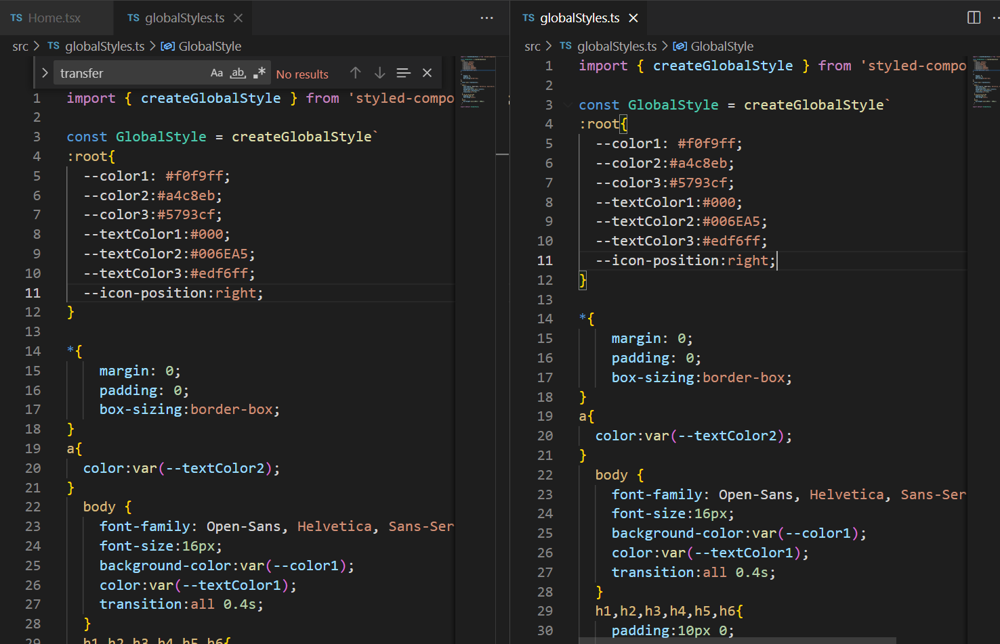 TS Home.tsx
TS globalStyles.ts
src > TS globalStyles.ts > GlobalStyle
transfer
Aa ab .* No results
1 import { createGlobalStyle } from 'styled-compo
2
3 const GlobalStyle = createGlobalStyle`
4 :root{
5 --color1: #f0f9ff;
6 --color2:#a4c8eb;
7 --color3:#5793cf;
8 --textColor1:#000;
9 --textColor2:#006EA5;
10 --textColor3:#edf6ff;
11 --icon-position:right;
12 }
13
14 *{
15 margin: 0;
16 padding: 0;
17 box-sizing:border-box;
18 }
19 a{
20 color:var(--textColor2);
21 }
22 body {
23 font-family: Open-Sans, Helvetica, Sans-Ser
24 font-size:16px;
25 background-color:var(--color1);
26 color:var(--textColor1);
27 transition:all 0.4s;
28 }
29 h1,h2,h3,h4,h5,h6{
TS globalStyles.ts
src > TS globalStyles.ts > GlobalStyle
1 import { createGlobalStyle } from 'styled-compo
2
3 const GlobalStyle = createGlobalStyle`
4 :root{
5 --color1: #f0f9ff;
6 --color2:#a4c8eb;
7 --color3:#5793cf;
8 --textColor1:#000;
9 --textColor2:#006EA5;
10 --textColor3:#edf6ff;
11 --icon-position:right;
12 }
13
14 *{
15 margin: 0;
16 padding: 0;
17 box-sizing:border-box;
18 }
19 a{
20 color:var(--textColor2);
21 }
22 body {
23 font-family: Open-Sans, Helvetica, Sans-Ser
24 font-size:16px;
25 background-color:var(--color1);
26 color:var(--textColor1);
27 transition:all 0.4s;
28 }
29 h1,h2,h3,h4,h5,h6{
30 padding:10px 0;